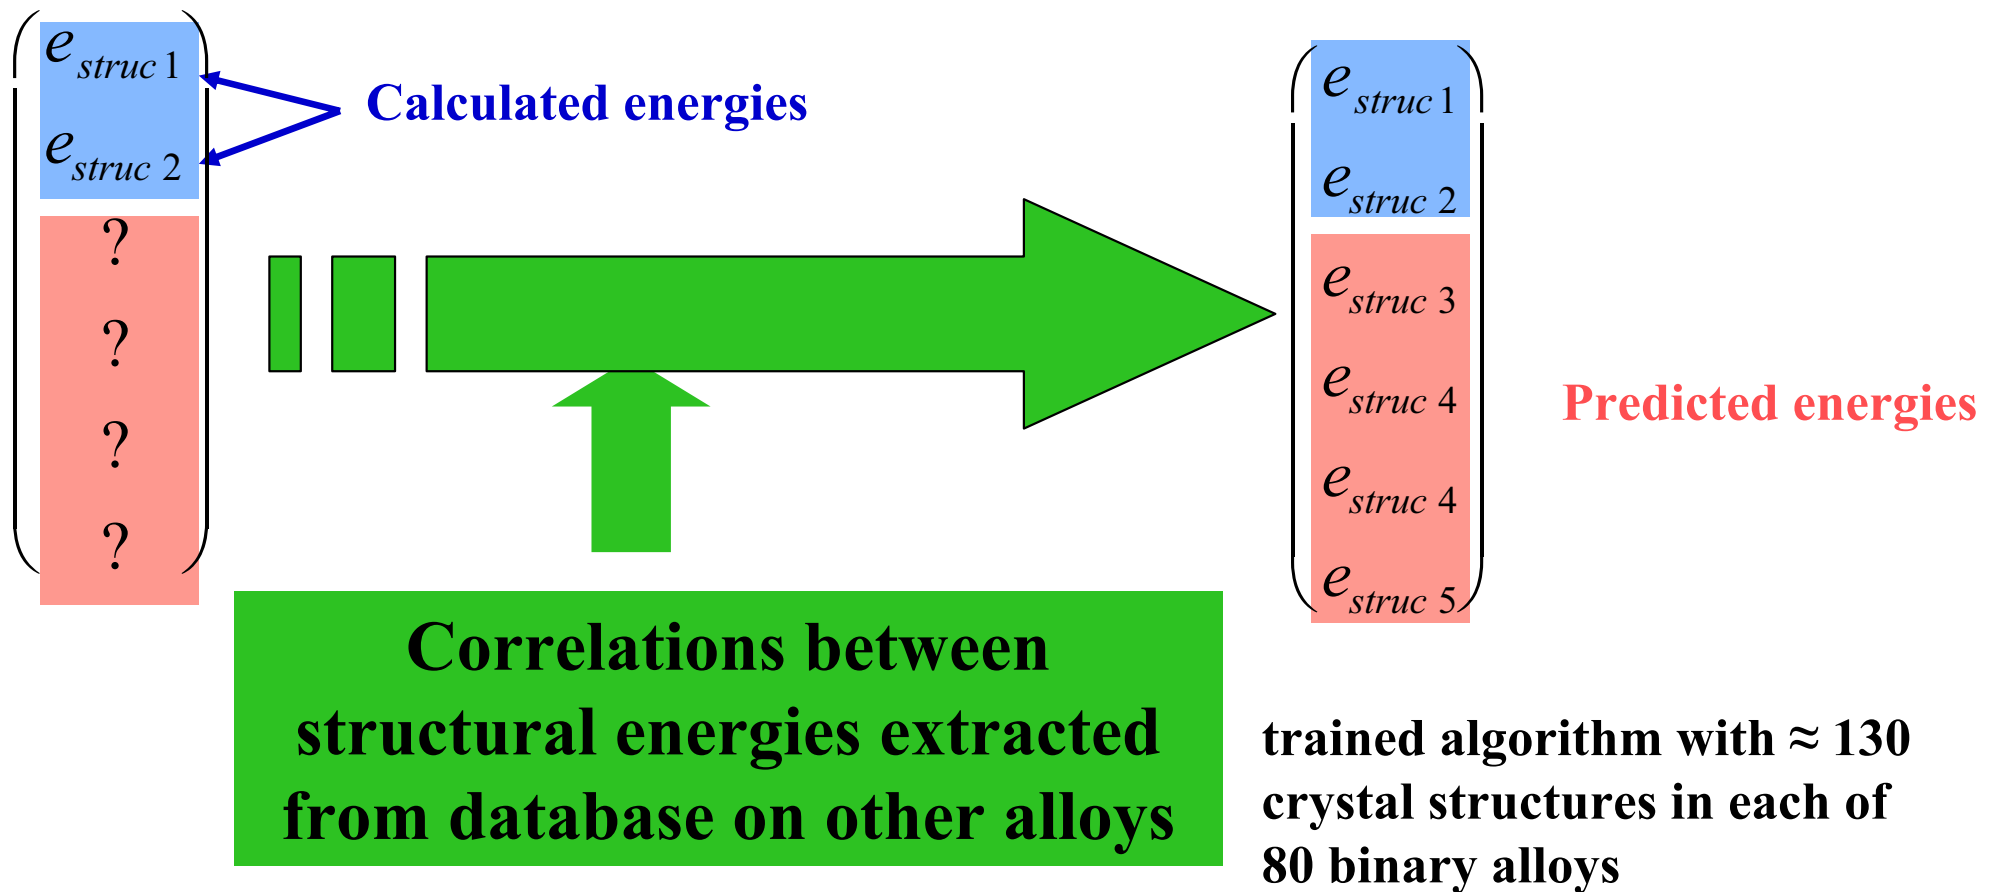 e struc 1
e struc 2
?
?
?
?
Calculated energies
e struc 1
e struc 2
e struc 3
e struc 4
e struc 4
e struc 5
Predicted energies
Correlations between
structural energies extracted
from database on other alloys
trained algorithm with ≈ 130
crystal structures in each of
80 binary alloys